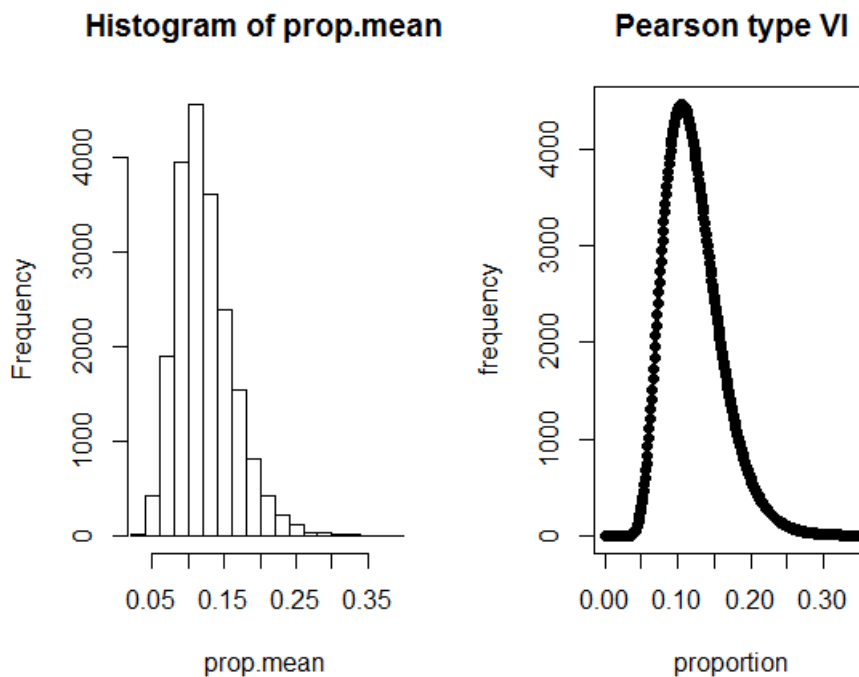 Histogram of prop.mean
Frequency
0 1000 2000 3000 4000
0.05 0.15 0.25 0.35
prop.mean
Pearson type VI
frequency
0 1000 2000 3000 4000
0.00 0.10 0.20 0.30
proportion